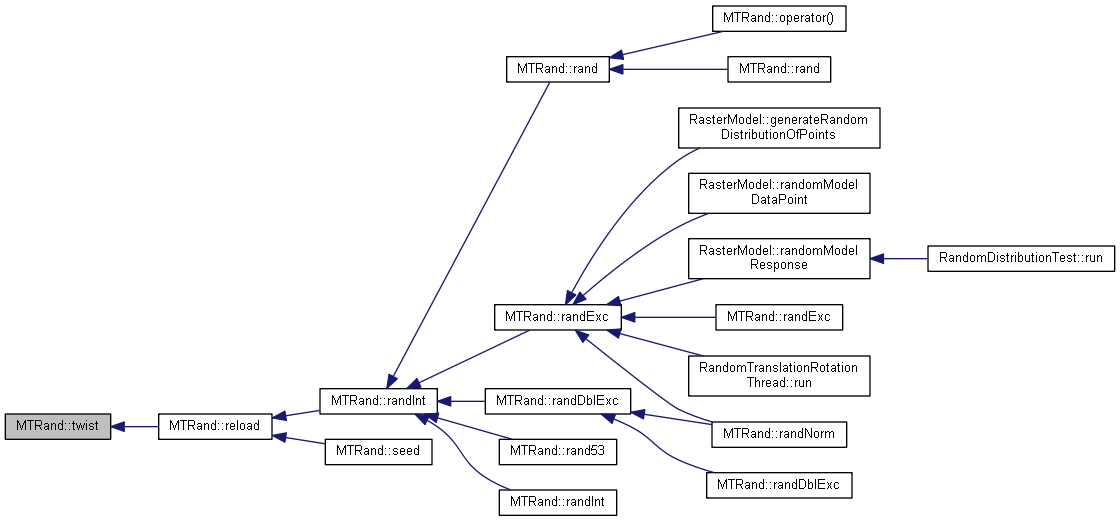 MTRand::operator()
MTRand::rand
MTRand::rand
RasterModel::generateRandom
DistributionOfPoints
RasterModel::randomModel
DataPoint
RasterModel::randomModel
Response
RandomDistributionTest::run
MTRand::randExc
MTRand::randExc
RandomTranslationRotation
Thread::run
MTRand::randInt
MTRand::randDblExc
MTRand::twist
MTRand::reload
MTRand::randNorm
MTRand::seed
MTRand::rand53
MTRand::randDblExc
MTRand::randInt